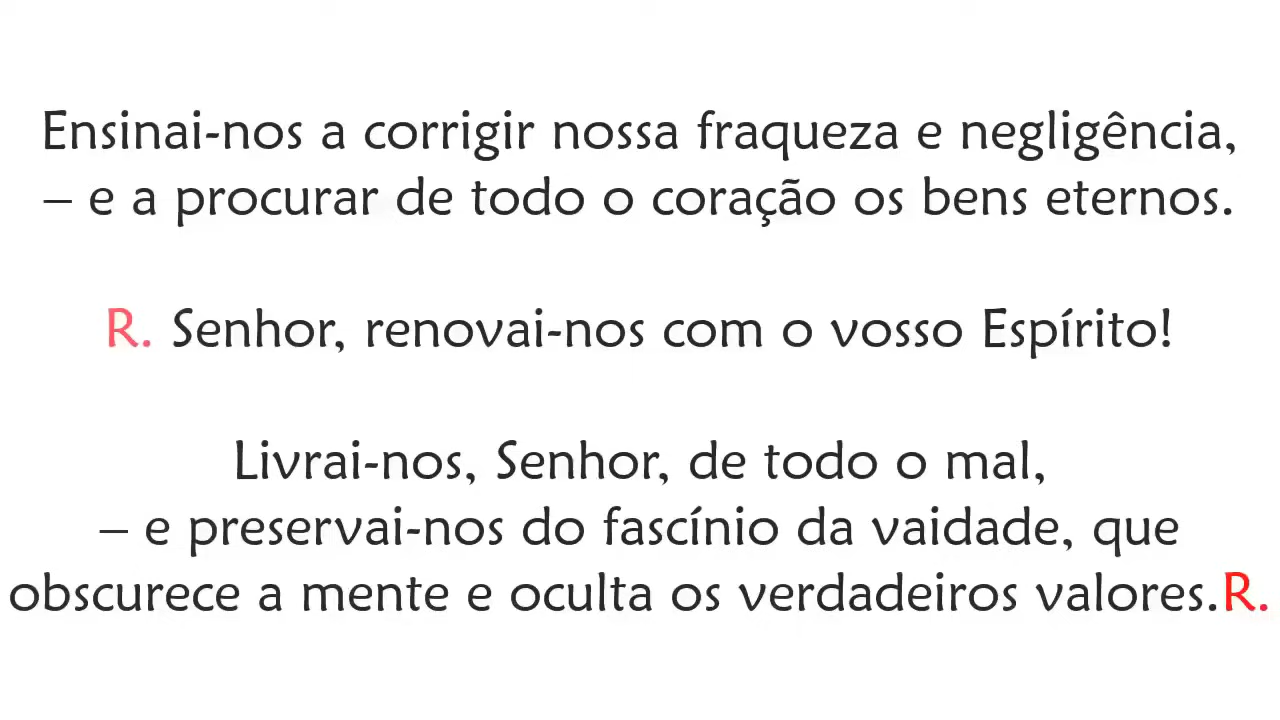 Ensinai-nos a corrigir nossa fraqueza e negligência,
– e a procurar de todo o coração os bens eternos.
R. Senhor, renovai-nos com o vosso Espírito!
Livrai-nos, Senhor, de todo o mal,
– e preservai-nos do fascínio da vaidade, que
obscurece a mente e oculta os verdadeiros valores.R.